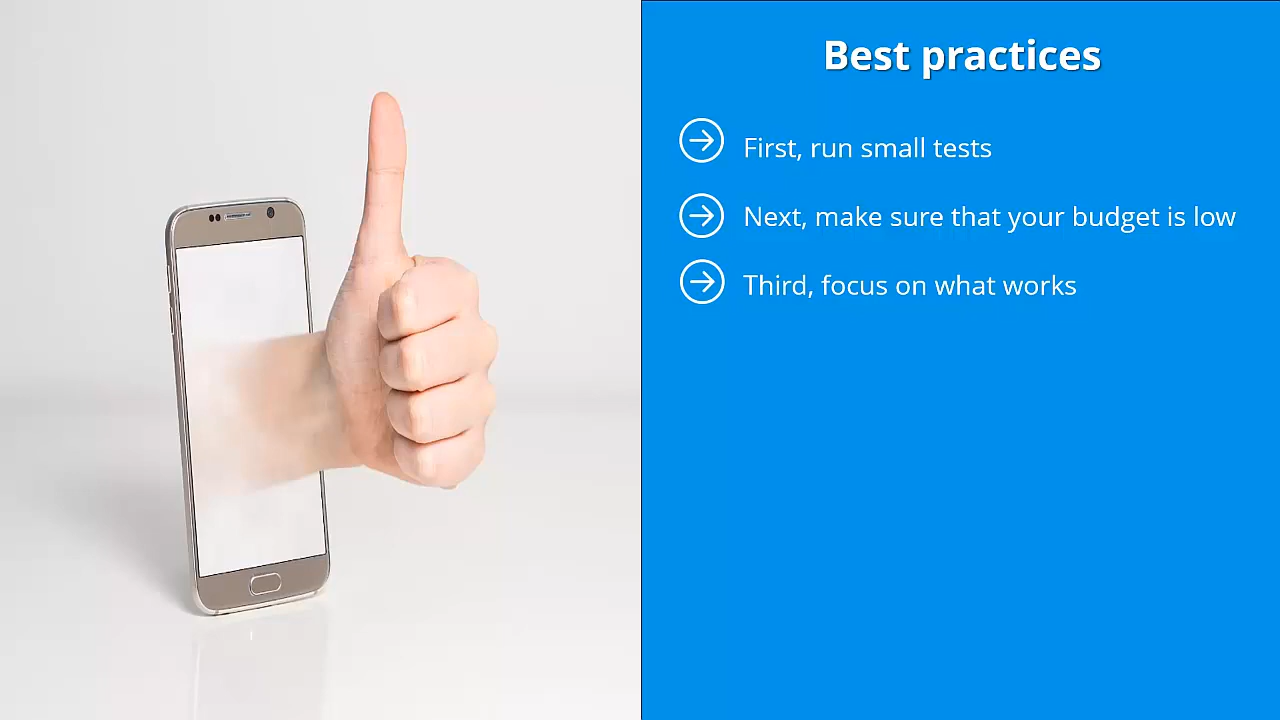 Best practices
First, run small tests
Next, make sure that your budget is low
Third, focus on what works